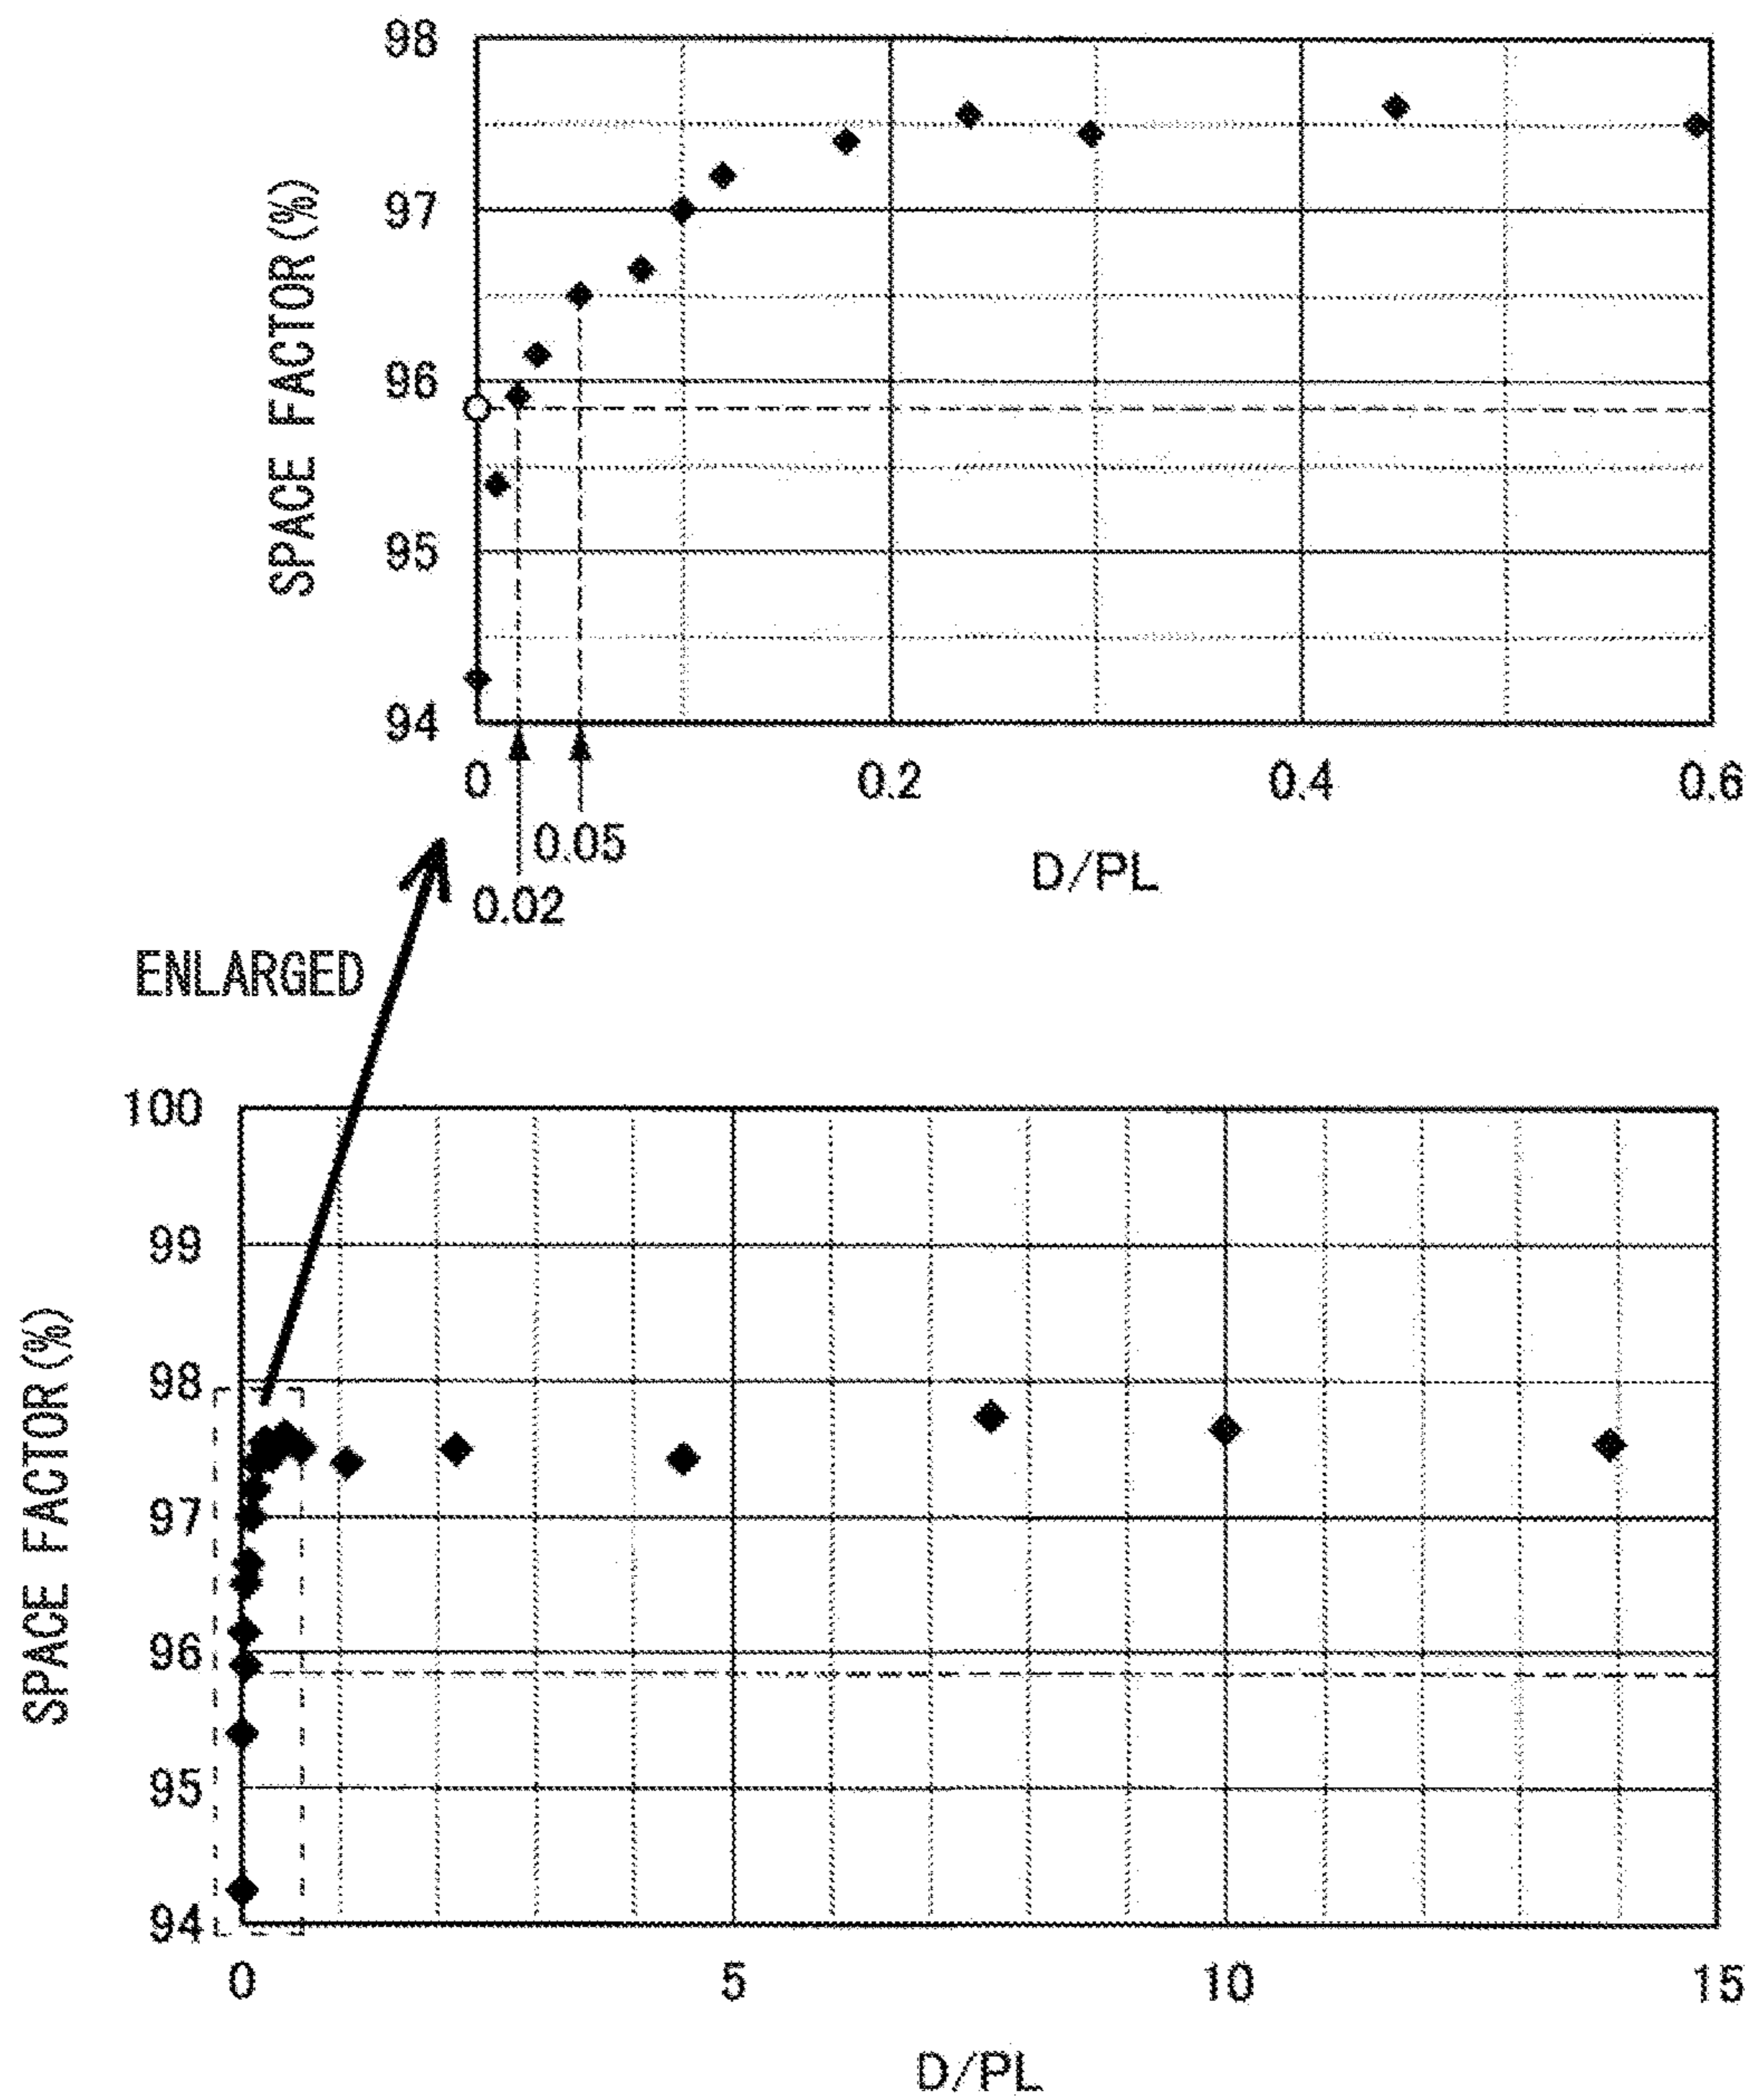 98
97
96
95
94
SPACE FACTOR (%)
0 0.2 0.4 0.6
0.05
0.02
D/PL
ENLARGED
100
99
98
97
96
95
94
SPACE FACTOR (%)
0 5 10 15
D/PL